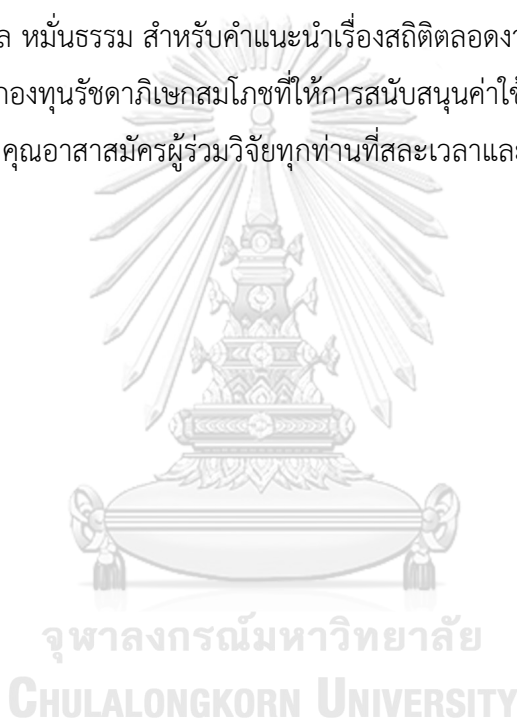 ล หมั่นธรรม สำหรับคำแนะนำเรื่องสถิติตลอดงา
กองทุนรัชดาภิเษกสมโภชที่ให้การสนับสนุนค่าใช้
คุณอาสาสมัครผู้ร่วมวิจัยทุกท่านที่สละเวลาและ
จุฬาลงกรณ์มหาวิทยาลัย
CHULALONGKORN UNIVERSITY